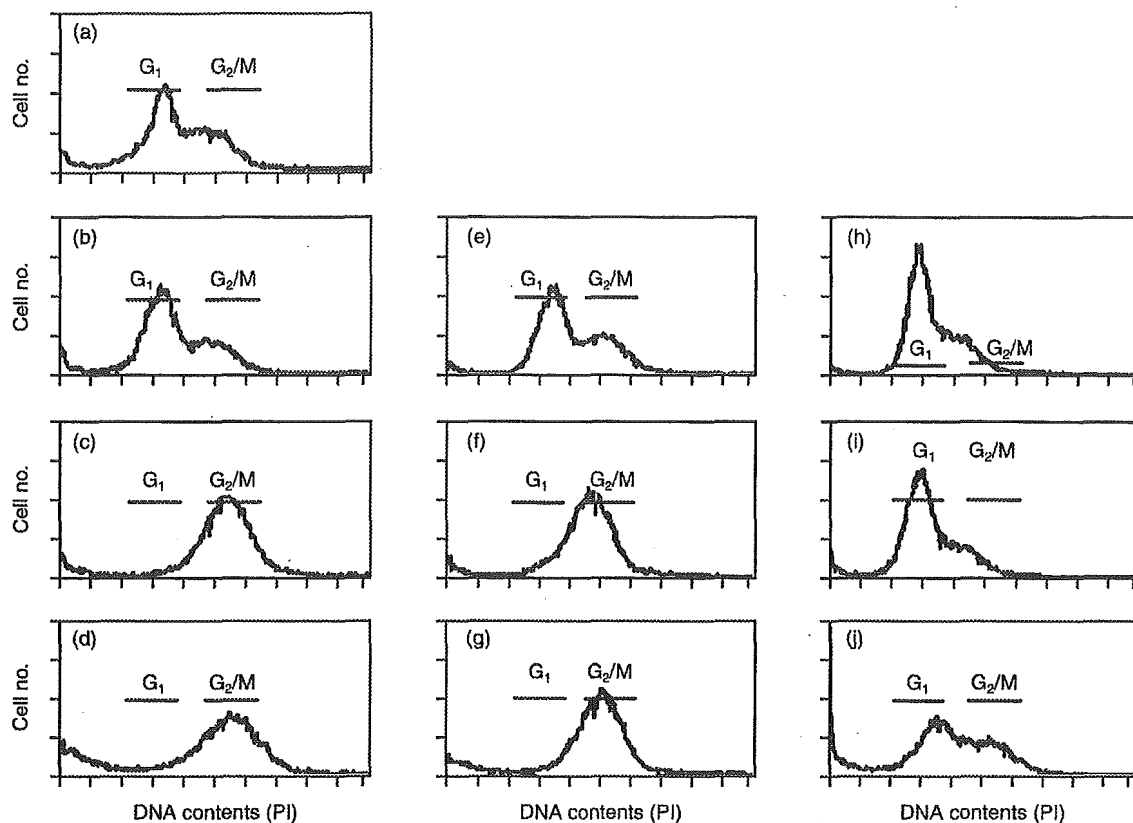 (a)
G₁ G₂/M
Cell no.
(b)
G₁ G₂/M
Cell no.
(e)
G₁ G₂/M
(h)
G₁ G₂/M
(c)
G₁ G₂/M
Cell no.
(f)
G₁ G₂/M
(i)
G₁ G₂/M
(d)
G₁ G₂/M
Cell no.
(g)
G₁ G₂/M
(j)
G₁ G₂/M
DNA contents (PI)
DNA contents (PI)
DNA contents (PI)